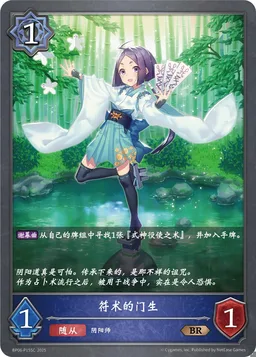 1
谢幕曲 从自己的牌组中寻找1张『式神役使之术』，并加入手牌。
阴阳道真是可怕。传承下来的，是即不祥的诅咒。
作为占卜术流行之后，被用于战争中，实在是令人恐惧。
符术的门生
1
随从
阴阳师
BR
1